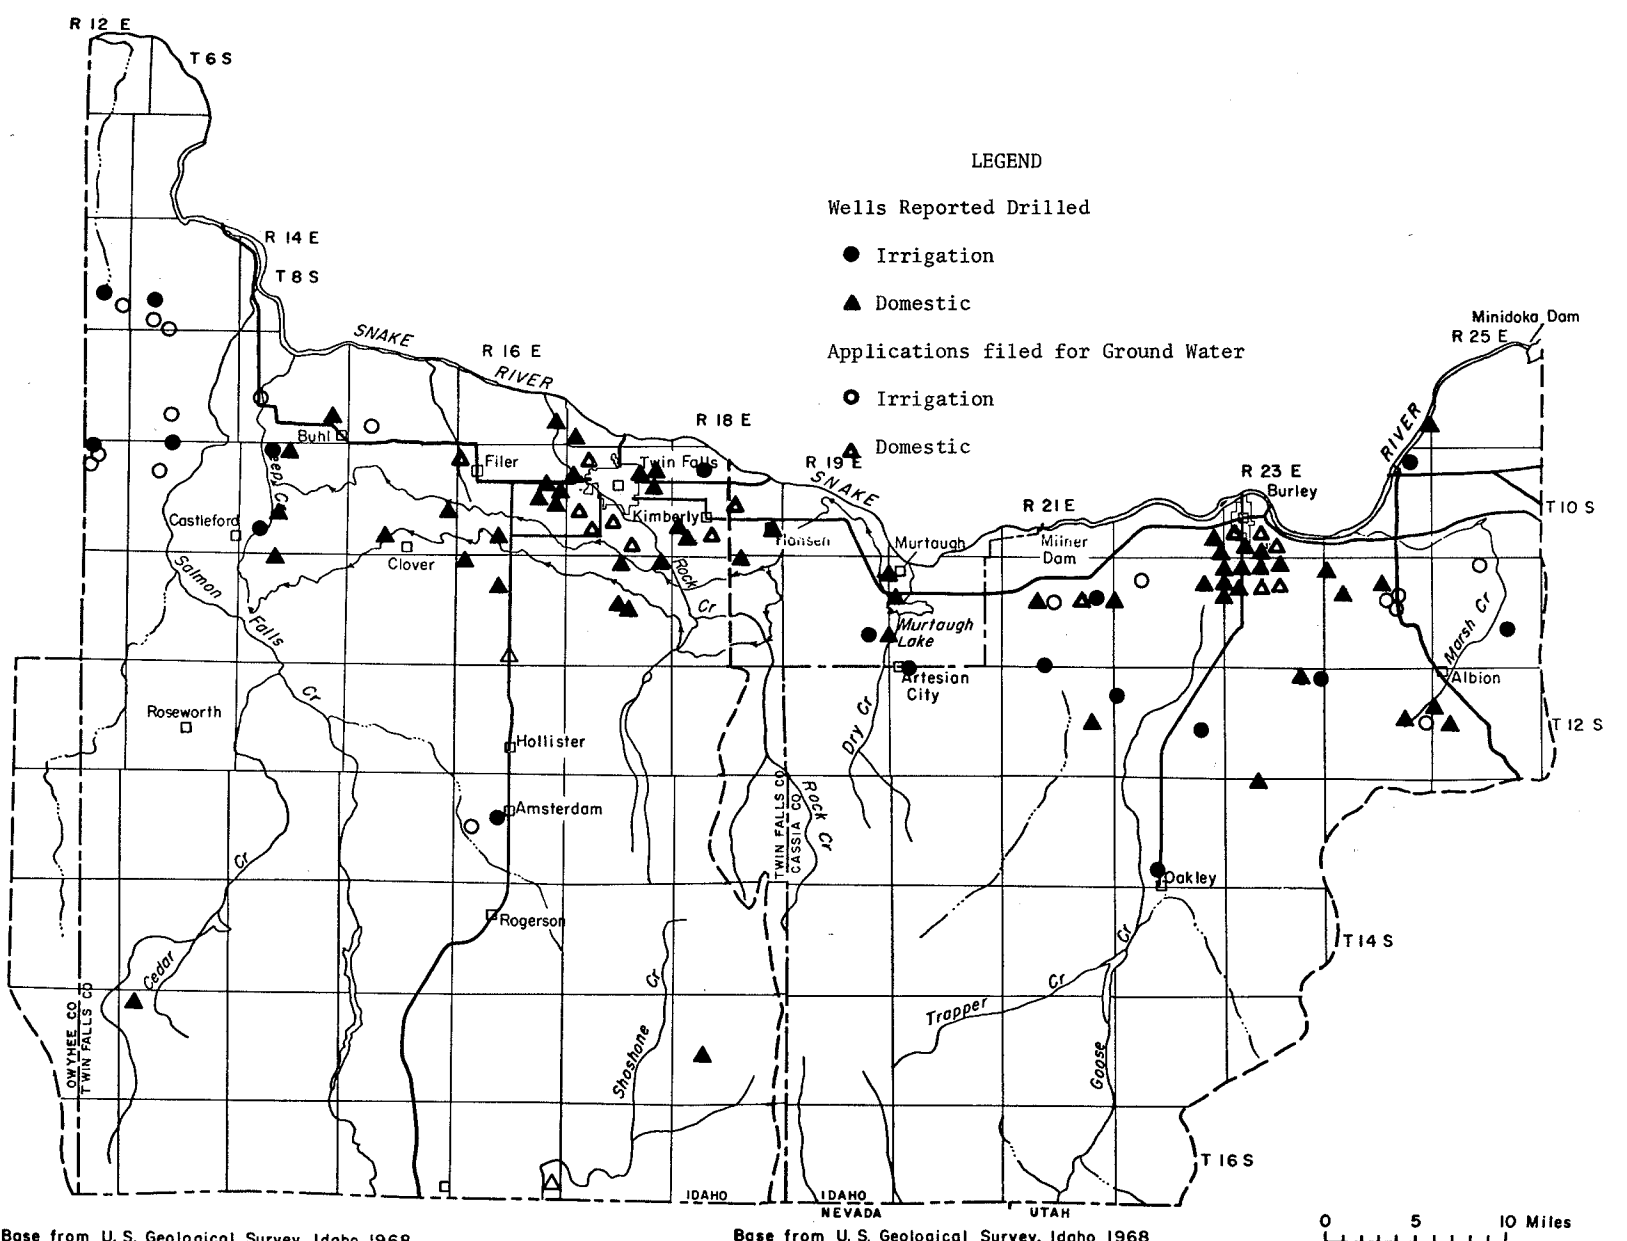 R 12 E
T 6 S
LEGEND
Wells Reported Drilled
Irrigation
Domestic
Applications filed for Ground Water
Irrigation
Domestic
R 14 E
T 8 S
SNAKE
RIVER
R 16 E
R 18 E
R 19 E
SNAKE
R 21 E
R 23 E
Burley
RIVER
R 25 E
Minidoka Dam
T 10 S
Buhl
Filer
Twin Falls
Kimberly
Hansen
Murtaugh
Milner
Dam
Castleford
Clover
Salmon
Falls
Cr
Rock
Cr
Murtaugh
Lake
Artesian
City
Marsh Cr
Albion
Roseworth
Hollister
Dry Cr
T 12 S
Amsterdam
TWIN FALLS CO
CASSIA CO
Rock Cr
Cr
Oakley
Rogerson
Cedar
Cr
T 14 S
Cr
Trapper
Cr
OWYHEE CO
TWIN FALLS CO
Shoshone
Goose
T 16 S
IDAHO
IDAHO
NEVADA
UTAH
0 5 10 Miles
Base from U. S. Geological Survey, Idaho 1968
Base from U. S. Geological Survey, Idaho 1968